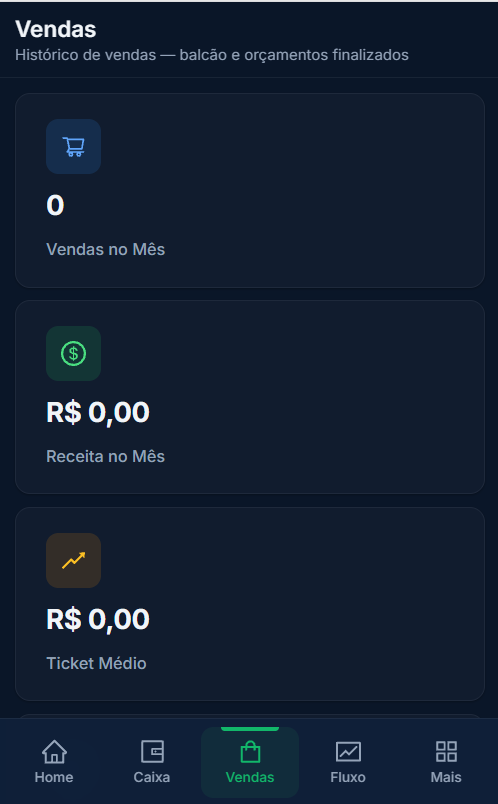 Vendas
Histórico de vendas — balcão e orçamentos finalizados
0
Vendas no Mês
$
R$ 0,00
Receita no Mês
R$ 0,00
Ticket Médio
Home
Caixa
Vendas
Fluxo
Mais